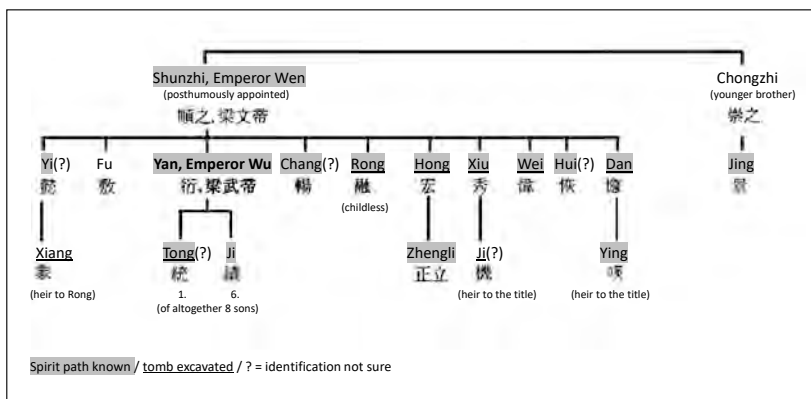 Shunzhi, Emperor Wen Chongzhi
(posthumously appointed) (younger brother)
順之, 梁文帝 崇之
Yi(?) Fu Yan, Emperor Wu Chang(?) Rong Hong Xiu Wei Hui(?) Dan Jing
懿 敷 衍, 梁武帝 暢 融 宏 秀 偉 恢 憺 景
(childless)
Xiang Tong(?) Ji Zhengli Ji(?) Ying
象 統 績 正立 機 暎
(heir to Rong) 1. 6. (heir to the title) (heir to the title)
(of altogether 8 sons)
Spirit path known / tomb excavated / ? = identification not sure